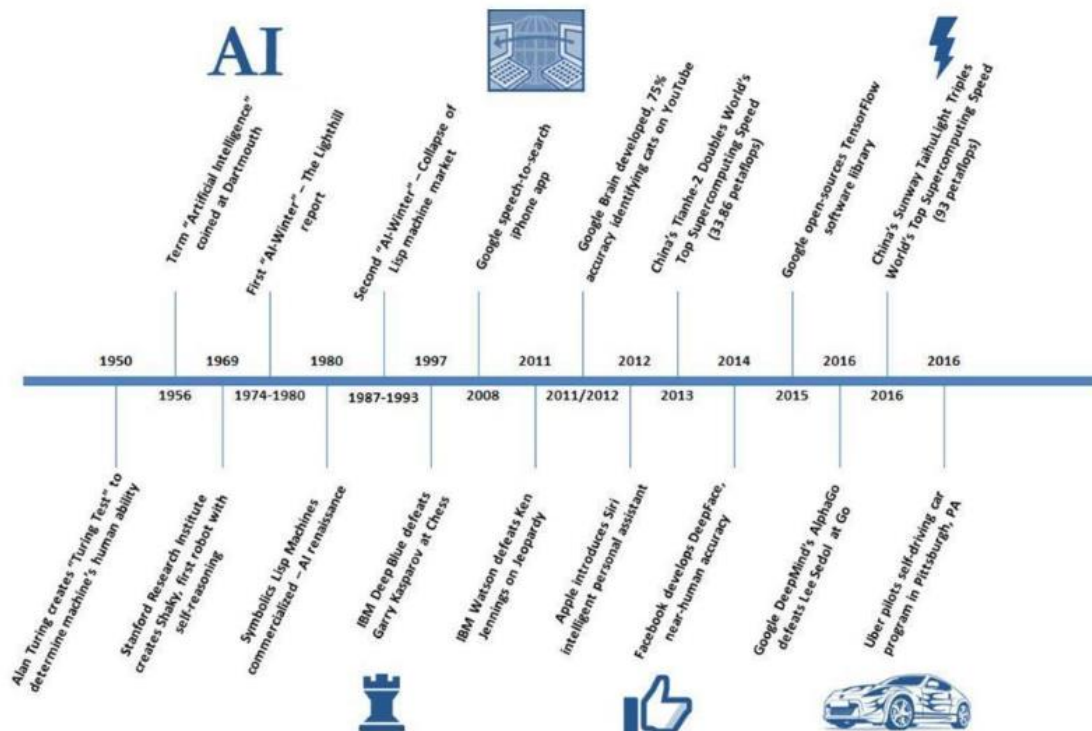 AI
Term “Artificial Intelligence”
coined at Dartmouth
First “AI-Winter” – The Lighthill
report
Second “AI-Winter” – Collapse of
Lisp machine market
Google speech-to-search
iPhone app
Google Brain developed, 75%
accuracy identifying cats on YouTube
China's Tianhe-2 Doubles World's
Top Supercomputing Speed
(33.86 petaflops)
Google open-sources TensorFlow
software library
China's Sunway TaihuLight Triples
World's Top Supercomputing Speed
(93 petaflops)
1950 1969 1980 1997 2011 2012 2014 2016 2016
1956 1974-1980 1987-1993 2008 2011/2012 2013 2015 2016
Alan Turing creates “Turing Test” to
determine machine's human ability
Stanford Research Institute
creates Shaky, first robot with
self-reasoning
Symbolics Lisp Machines
commercialized – AI renaissance
IBM Deep Blue defeats
Garry Kasparov at Chess
IBM Watson defeats Ken
Jennings on Jeopardy
Apple introduces Siri
intelligent personal assistant
Facebook develops DeepFace,
near-human accuracy
Google DeepMind's AlphaGo
defeats Lee Sedol at Go
Uber pilots self-driving car
program in Pittsburgh, PA